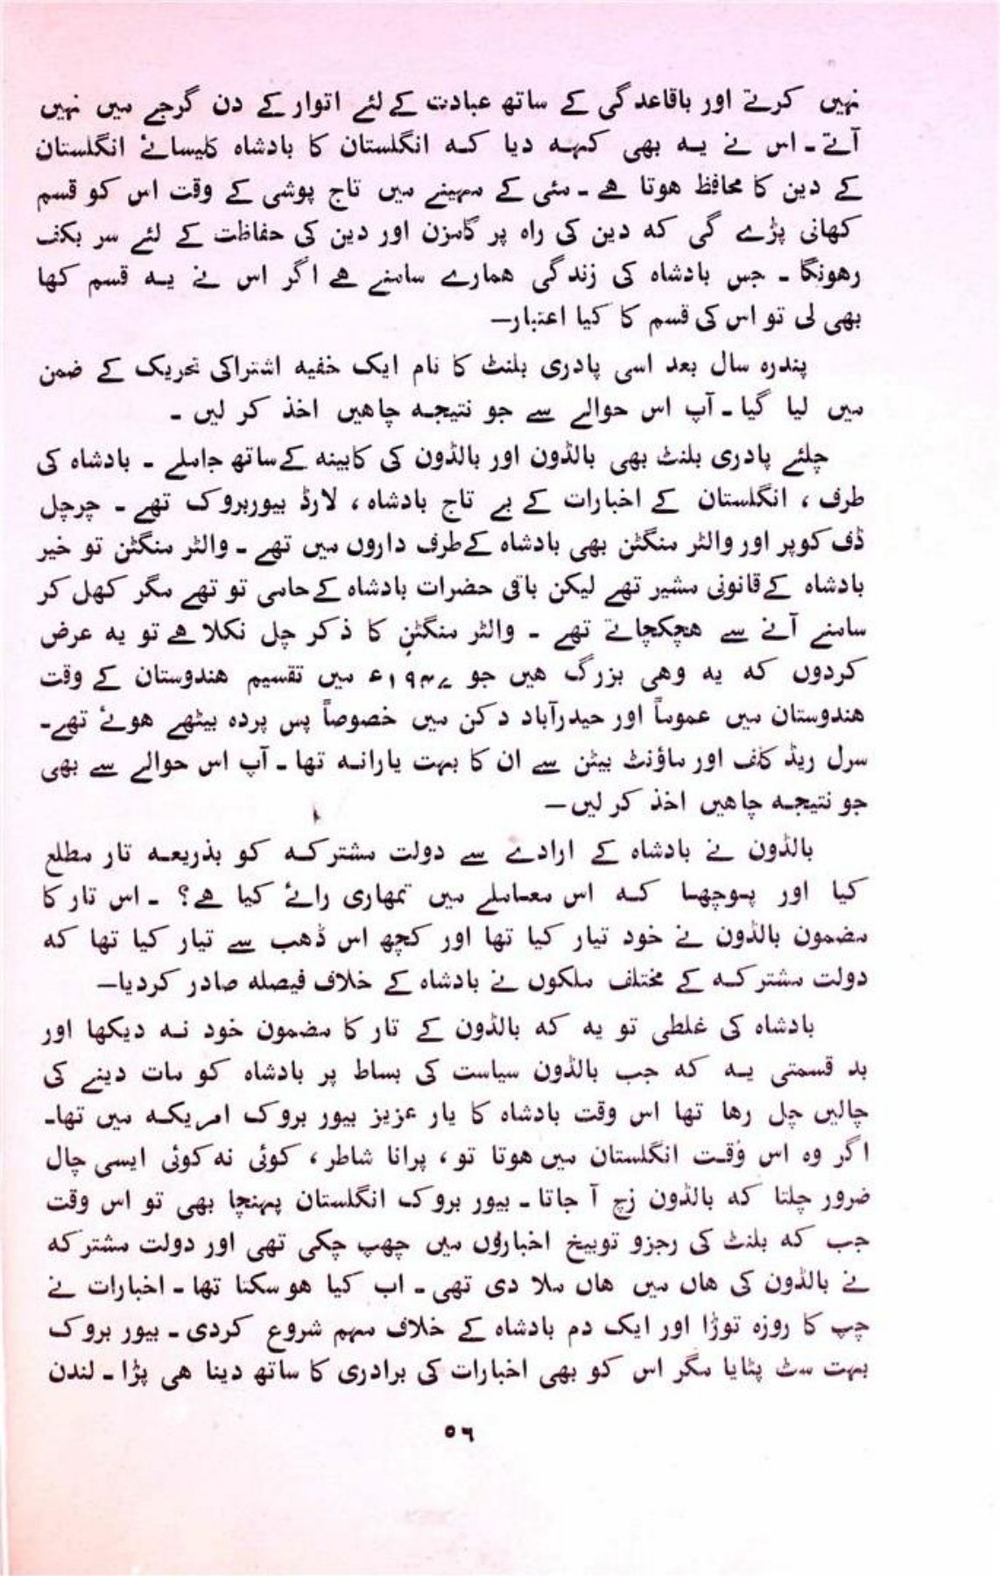 نہیں کرتے اور باقاعدگی کے ساتھ عبادت کے لئے اتوار کے دن گرجے میں نہیں
آتے ـ اس نے یہ بھی کہہ دیا کہ انگلستان کا بادشاہ کلیسائے انگلستان
کے دین کا محافظ ہوتا ہے ـ مئی کے مہینے میں تاج پوشی کے وقت اس کو قسم
کھانی پڑے گی کہ دین کی راہ پر گامزن اور دین کی حفاظت کے لئے سر بکف
رہونگا ـ جس بادشاہ کی زندگی ہمارے سامنے ہے اگر اس نے یہ قسم کھا
بھی لی تو اس کی قسم کا کیا اعتبار ـ
پندرہ سال بعد اسی پادری بلنٹ کا نام ایک خفیہ اشتراکی تحریک کے ضمن
میں لیا گیا ـ آپ اس حوالے سے جو نتیجہ چاہیں اخذ کر لیں ـ
چلئے پادری بلنٹ بھی بالڈون اور بالڈون کی کابینہ کے ساتھ جاملے ـ بادشاہ کی
طرف ، انگلستان کے اخبارات کے بے تاج بادشاہ ، لارڈ بیوربروک تھے ـ چرچل
ڈف کوپر اور والٹر منگٹن بھی بادشاہ کے طرف داروں میں تھے ـ والٹر منگٹن تو خیر
بادشاہ کے قانونی مشیر تھے لیکن باقی حضرات بادشاہ کے حامی تو تھے مگر کھل کر
سامنے آنے سے ہچکچاتے تھے ـ والٹر منگٹن کا ذکر چل نکلا ہے تو یہ عرض
کردوں کہ یہ وہی بزرگ ہیں جو ۱۹۴۷ء میں تقسیم ہندوستان کے وقت
ہندوستان میں عموماً اور حیدرآباد دکن میں خصوصاً پس پردہ بیٹھے ہوئے تھے ـ
سرل ریڈ کلف اور ماؤنٹ بیٹن سے ان کا بہت یارانہ تھا ـ آپ اس حوالے سے بھی
جو نتیجہ چاہیں اخذ کر لیں ـ
بالڈون نے بادشاہ کے ارادے سے دولت مشترکہ کو بذریعہ تار مطلع
کیا اور پوچھا کہ اس معاملے میں تمھاری رائے کیا ہے؟ ـ اس تار کا
مضمون بالڈون نے خود تیار کیا تھا اور کچھ اس ڈھب سے تیار کیا تھا کہ
دولت مشترکہ کے مختلف ملکوں نے بادشاہ کے خلاف فیصلہ صادر کردیا ـ
بادشاہ کی غلطی تو یہ کہ بالڈون کے تار کا مضمون خود نہ دیکھا اور
بد قسمتی یہ کہ جب بالڈون سیاست کی بساط پر بادشاہ کو مات دینے کی
چالیں چل رہا تھا اس وقت بادشاہ کا یار عزیز بیور بروک امریکہ میں تھا ـ
اگر وہ اس وقت انگلستان میں ہوتا تو ، پرانا شاطر ، کوئی نہ کوئی ایسی چال
ضرور چلتا کہ بالڈون زچ آ جاتا ـ بیور بروک انگلستان پہنچا بھی تو اس وقت
جب کہ بلنٹ کی زجرو توبیخ اخباروں میں چھپ چکی تھی اور دولت مشترکہ
نے بالڈون کی ہاں میں ہاں ملا دی تھی ـ اب کیا ہو سکتا تھا ـ اخبارات نے
چپ کا روزہ توڑا اور ایک دم بادشاہ کے خلاف مہم شروع کردی ـ بیور بروک
بہت سٹ پٹایا مگر اس کو بھی اخبارات کی برادری کا ساتھ دینا ہی پڑا ـ لندن
۵۶